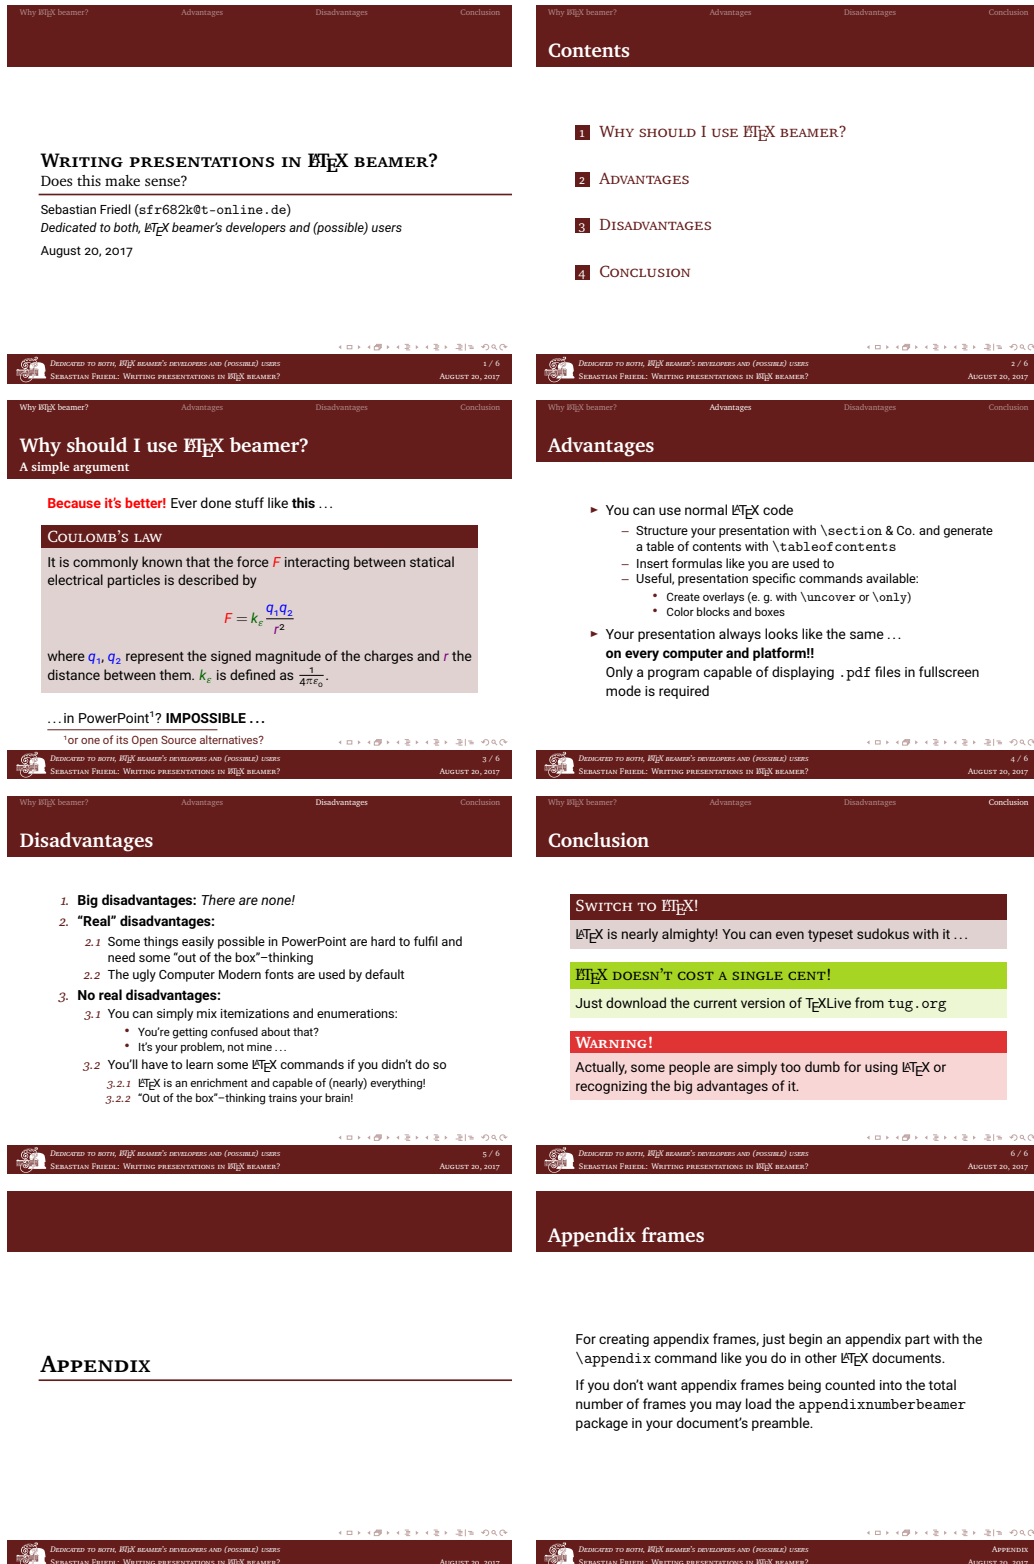 Why LATEX beamer? Advantages Disadvantages Conclusion
WRITING PRESENTATIONS IN LATEX BEAMER?
Does this make sense?
Sebastian Friedl (sfr682k@t-online.de)
Dedicated to both, LATEX beamer's developers and (possible) users
August 20, 2017
DEDICATED TO BOTH, LATEX BEAMER'S DEVELOPERS AND (POSSIBLE) USERS 1 / 6
SEBASTIAN FRIEDL: WRITING PRESENTATIONS IN LATEX BEAMER? AUGUST 20, 2017
Why LATEX beamer? Advantages Disadvantages Conclusion
Contents
1 WHY SHOULD I USE LATEX BEAMER?
2 ADVANTAGES
3 DISADVANTAGES
4 CONCLUSION
DEDICATED TO BOTH, LATEX BEAMER'S DEVELOPERS AND (POSSIBLE) USERS 2 / 6
SEBASTIAN FRIEDL: WRITING PRESENTATIONS IN LATEX BEAMER? AUGUST 20, 2017
Why LATEX beamer? Advantages Disadvantages Conclusion
Why should I use LATEX beamer?
A simple argument
Because it's better! Ever done stuff like this ...
COULOMB'S LAW
It is commonly known that the force F interacting between statical
electrical particles is described by
F = kε q₁q₂ / r²
where q₁, q₂ represent the signed magnitude of the charges and r the
distance between them. kε is defined as 1/4πε₀.
... in PowerPoint¹? IMPOSSIBLE ...
¹or one of its Open Source alternatives?
DEDICATED TO BOTH, LATEX BEAMER'S DEVELOPERS AND (POSSIBLE) USERS 3 / 6
SEBASTIAN FRIEDL: WRITING PRESENTATIONS IN LATEX BEAMER? AUGUST 20, 2017
Why LATEX beamer? Advantages Disadvantages Conclusion
Advantages
► You can use normal LATEX code
– Structure your presentation with \section & Co. and generate
a table of contents with \tableofcontents
– Insert formulas like you are used to
– Useful, presentation specific commands available:
• Create overlays (e. g. with \uncover or \only)
• Color blocks and boxes
► Your presentation always looks like the same ...
on every computer and platform!!
Only a program capable of displaying .pdf files in fullscreen
mode is required
DEDICATED TO BOTH, LATEX BEAMER'S DEVELOPERS AND (POSSIBLE) USERS 4 / 6
SEBASTIAN FRIEDL: WRITING PRESENTATIONS IN LATEX BEAMER? AUGUST 20, 2017
Why LATEX beamer? Advantages Disadvantages Conclusion
Disadvantages
1. Big disadvantages: There are none!
2. “Real” disadvantages:
2.1 Some things easily possible in PowerPoint are hard to fulfil and
need some “out of the box”–thinking
2.2 The ugly Computer Modern fonts are used by default
3. No real disadvantages:
3.1 You can simply mix itemizations and enumerations:
• You're getting confused about that?
• It's your problem, not mine ...
3.2 You'll have to learn some LATEX commands if you didn't do so
3.2.1 LATEX is an enrichment and capable of (nearly) everything!
3.2.2 “Out of the box”–thinking trains your brain!
DEDICATED TO BOTH, LATEX BEAMER'S DEVELOPERS AND (POSSIBLE) USERS 5 / 6
SEBASTIAN FRIEDL: WRITING PRESENTATIONS IN LATEX BEAMER? AUGUST 20, 2017
Why LATEX beamer? Advantages Disadvantages Conclusion
Conclusion
SWITCH TO LATEX!
LATEX is nearly almighty! You can even typeset sudokus with it ...
LATEX DOESN'T COST A SINGLE CENT!
Just download the current version of TEXLive from tug.org
WARNING!
Actually, some people are simply too dumb for using LATEX or
recognizing the big advantages of it.
DEDICATED TO BOTH, LATEX BEAMER'S DEVELOPERS AND (POSSIBLE) USERS 6 / 6
SEBASTIAN FRIEDL: WRITING PRESENTATIONS IN LATEX BEAMER? AUGUST 20, 2017
APPENDIX
DEDICATED TO BOTH, LATEX BEAMER'S DEVELOPERS AND (POSSIBLE) USERS
SEBASTIAN FRIEDL: WRITING PRESENTATIONS IN LATEX BEAMER? AUGUST 20, 2017
Appendix frames
For creating appendix frames, just begin an appendix part with the
\appendix command like you do in other LATEX documents.
If you don't want appendix frames being counted into the total
number of frames you may load the appendixnumberbeamer
package in your document's preamble.
DEDICATED TO BOTH, LATEX BEAMER'S DEVELOPERS AND (POSSIBLE) USERS APPENDIX
SEBASTIAN FRIEDL: WRITING PRESENTATIONS IN LATEX BEAMER? AUGUST 20, 2017